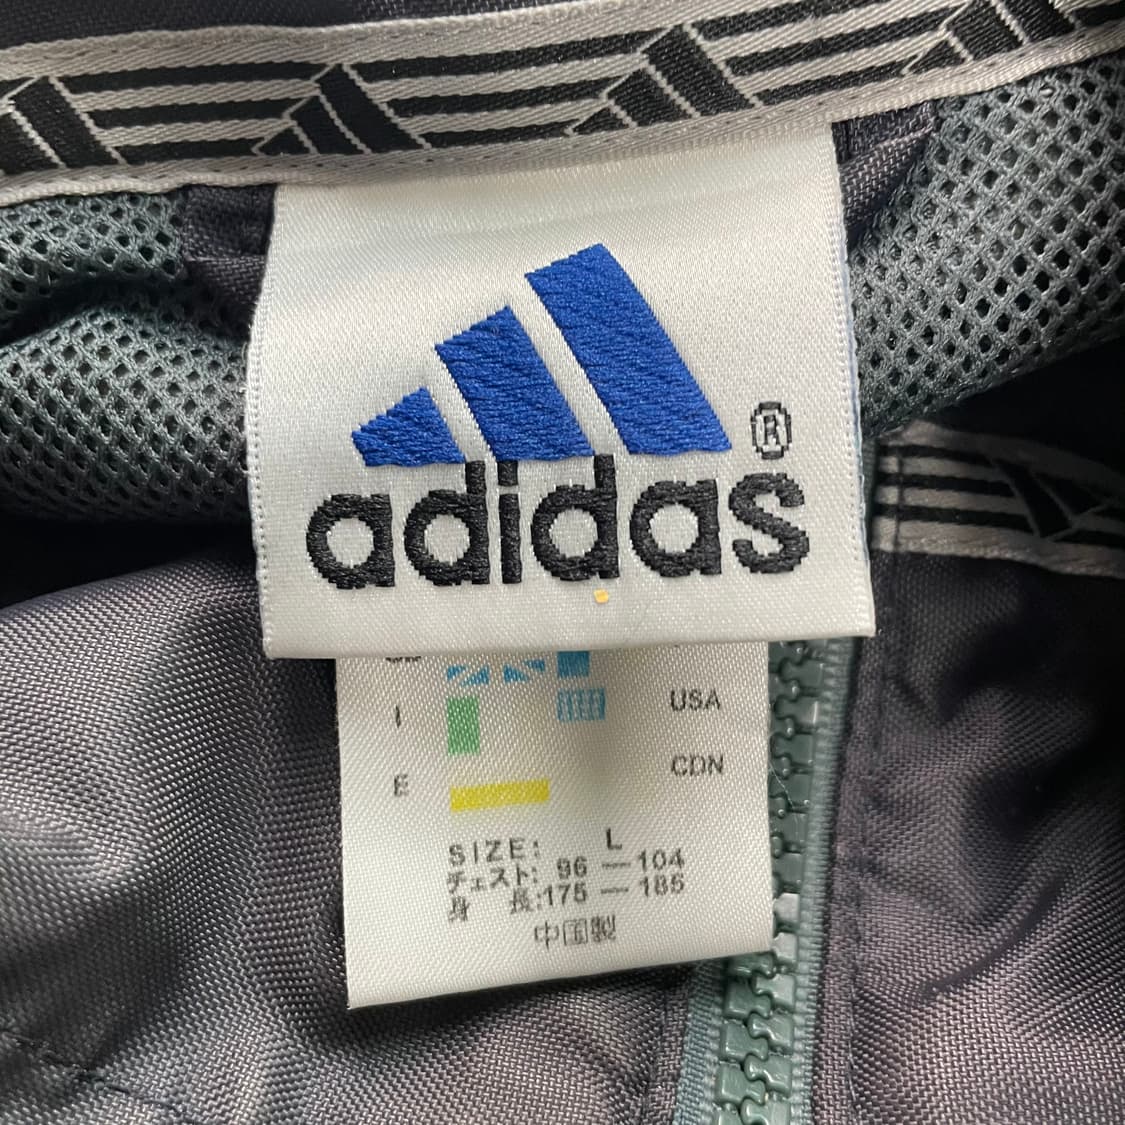 adidas®
I
USA
E
CDN
SIZE: L
チェスト: 96 — 104
身 長:175 — 185
中国製